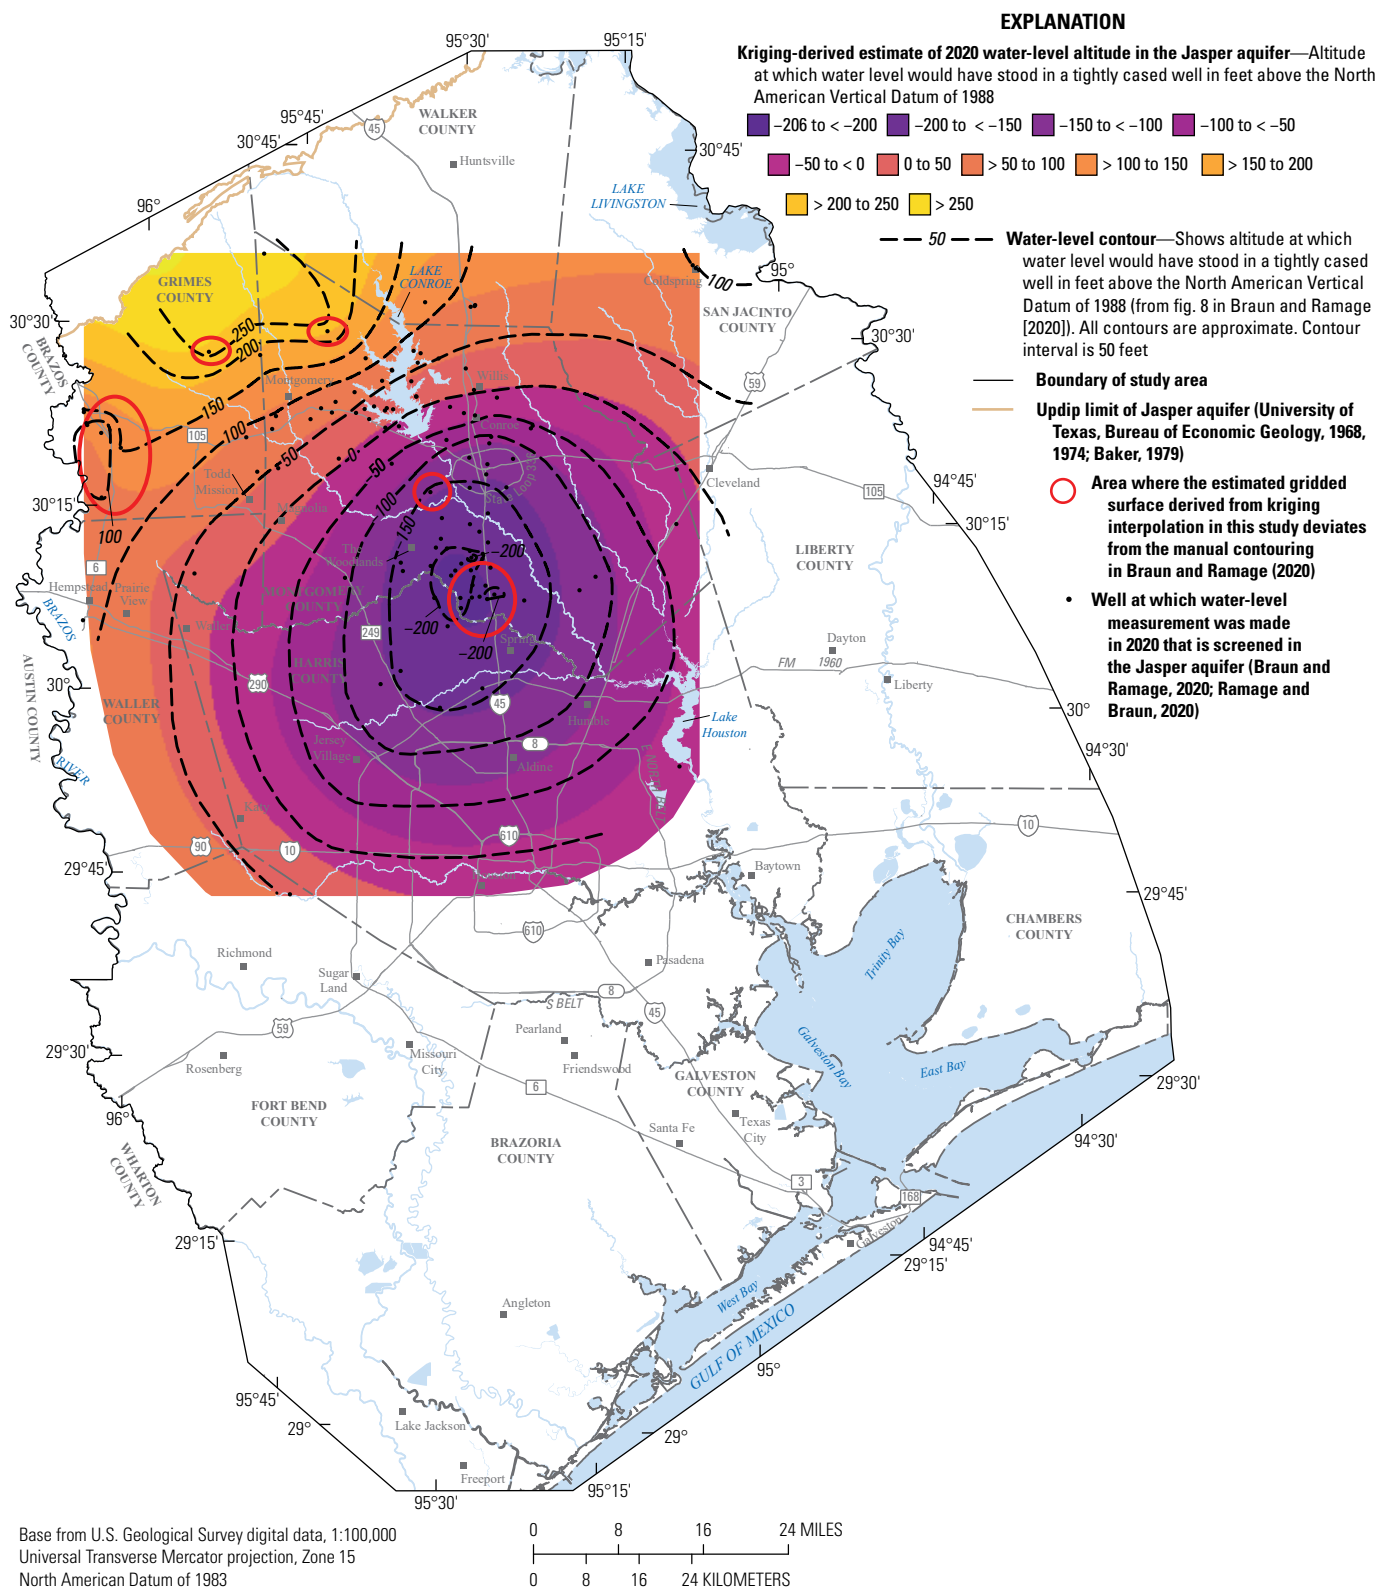 EXPLANATION
Kriging-derived estimate of 2020 water-level altitude in the Jasper aquifer—Altitude
at which water level would have stood in a tightly cased well in feet above the North
American Vertical Datum of 1988
−206 to < −200
−200 to < −150
−150 to < −100
−100 to < −50
−50 to < 0
0 to 50
> 50 to 100
> 100 to 150
> 150 to 200
> 200 to 250
> 250
50
Water-level contour—Shows altitude at which
water level would have stood in a tightly cased
well in feet above the North American Vertical
Datum of 1988 (from fig. 8 in Braun and Ramage
[2020]). All contours are approximate. Contour
interval is 50 feet
Boundary of study area
Updip limit of Jasper aquifer (University of
Texas, Bureau of Economic Geology, 1968,
1974; Baker, 1979)
Area where the estimated gridded
surface derived from kriging
interpolation in this study deviates
from the manual contouring
in Braun and Ramage (2020)
Well at which water-level
measurement was made
in 2020 that is screened in
the Jasper aquifer (Braun and
Ramage, 2020; Ramage and
Braun, 2020)
95°30'
95°15'
95°45'
30°45'
96°
30°30'
30°15'
30°
29°45'
29°30'
96°
29°15'
95°45'
29°
95°30'
95°15'
29°
95°
29°15'
94°45'
94°30'
29°30'
29°45'
94°30'
30°
30°15'
94°45'
30°30'
95°
30°45'
WALKER
COUNTY
45
Huntsville
LAKE
LIVINGSTON
GRIMES
COUNTY
LAKE
CONROE
Coldspring
100
SAN JACINTO
COUNTY
BRAZOS
COUNTY
250
200
150
100
50
0
−50
100
−150
−200
−200
−200
100
Montgomery
Willis
59
105
Conroe
State Loop 336
Todd
Mission
Magnolia
Cleveland
105
The
Woodlands
LIBERTY
COUNTY
6
Hempstead
Prairie
View
MONTGOMERY
COUNTY
Waller
BRAZOS
RIVER
249
Spring
Dayton
FM 1960
Liberty
HARRIS
COUNTY
290
WALLER
COUNTY
AUSTIN COUNTY
45
Humble
Lake
Houston
Jersey
Village
8
Aldine
Katy
90
10
610
10
Houston
Baytown
610
CHAMBERS
COUNTY
Richmond
Sugar
Land
Pasadena
Trinity Bay
8
S BELT
45
59
Pearland
Missouri
City
Friendswood
Rosenberg
Galveston Bay
East Bay
GALVESTON
COUNTY
6
FORT BEND
COUNTY
Texas
City
Santa Fe
BRAZORIA
COUNTY
WHARTON
COUNTY
3
168
Galveston
West Bay
Angleton
GULF OF MEXICO
Lake Jackson
Freeport
Base from U.S. Geological Survey digital data, 1:100,000
Universal Transverse Mercator projection, Zone 15
North American Datum of 1983
0 8 16 24 MILES
0 8 16 24 KILOMETERS